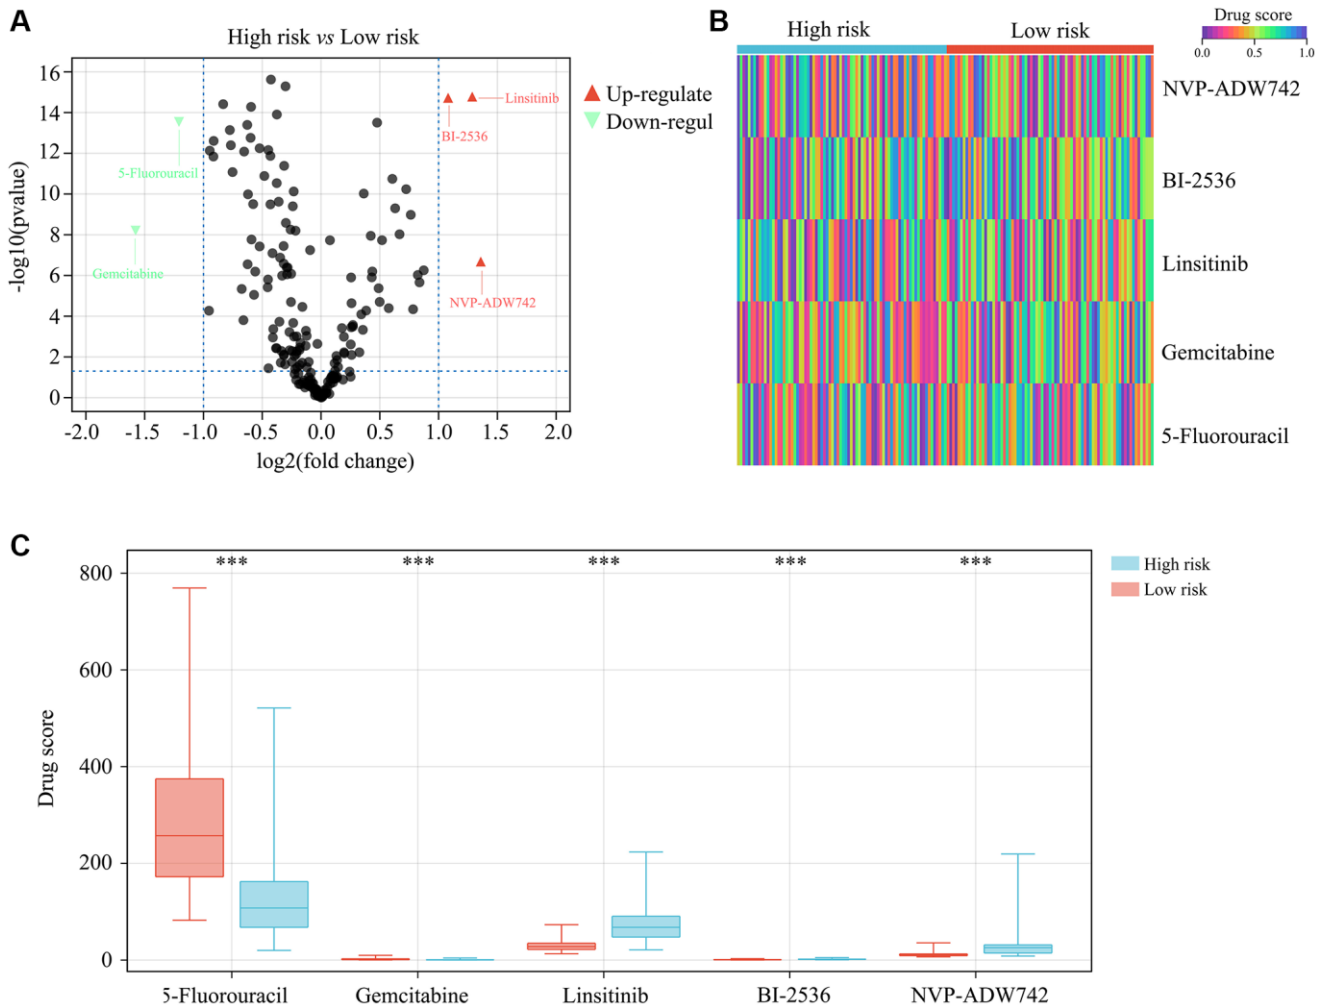 A
High risk vs Low risk
-log10(pvalue)
16
14
12
10
8
6
4
2
0
-2.0 -1.5 -1.0 -0.5 0.0 0.5 1.0 1.5 2.0
log2(fold change)
Linsitinib
BI-2536
5-Fluorouracil
Gemcitabine
NVP-ADW742
Up-regulate
Down-regul
B
High risk Low risk
Drug score
0.0 0.5 1.0
NVP-ADW742
BI-2536
Linsitinib
Gemcitabine
5-Fluorouracil
C
Drug score
800
600
400
200
0
*** *** *** *** ***
5-Fluorouracil Gemcitabine Linsitinib BI-2536 NVP-ADW742
High risk
Low risk